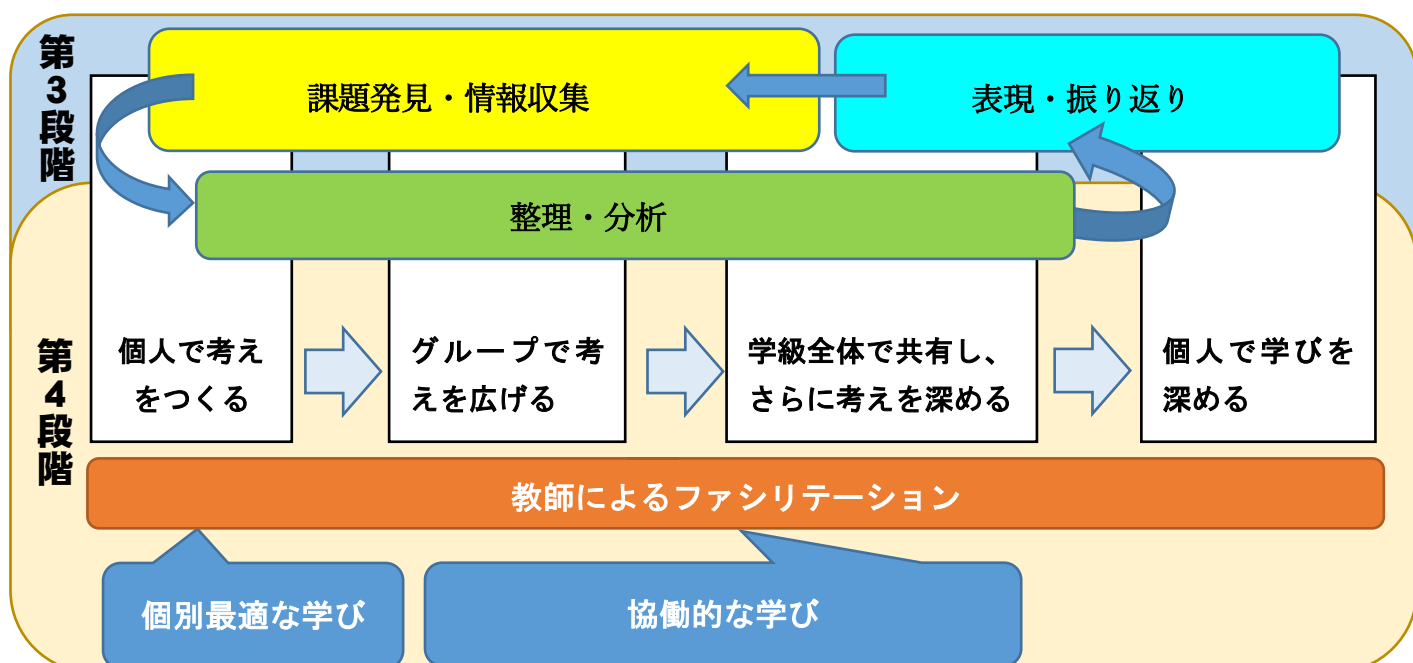 第3段階
課題発見・情報収集
表現・振り返り
整理・分析
第4段階
個人で考え
をつくる
グループで考
えを広げる
学級全体で共有し、
さらに考えを深める
個人で学びを
深める
教師によるファシリテーション
個別最適な学び
協働的な学び